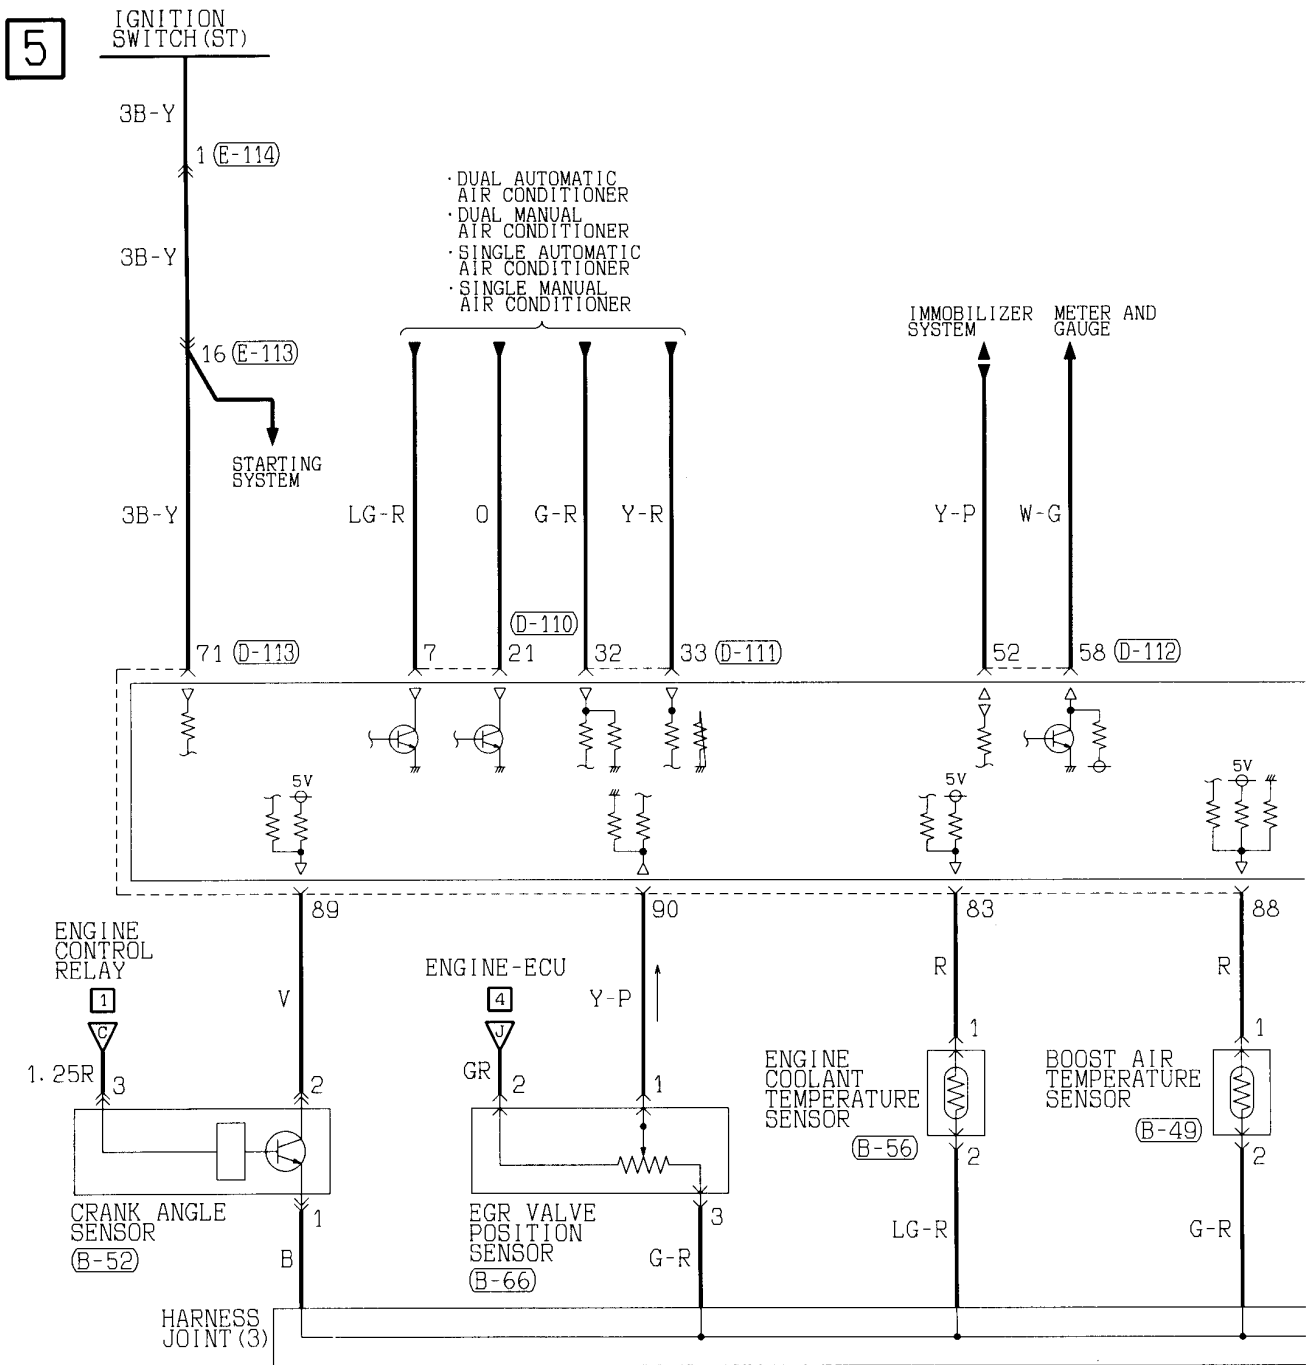 5
IGNITION
SWITCH(ST)
3B-Y
1 (E-114)
3B-Y
16 (E-113)
STARTING
SYSTEM
3B-Y
71 (D-113)
·DUAL AUTOMATIC
AIR CONDITIONER
·DUAL MANUAL
AIR CONDITIONER
·SINGLE AUTOMATIC
AIR CONDITIONER
·SINGLE MANUAL
AIR CONDITIONER
LG-R O G-R Y-R
(D-110)
7 21 32 33 (D-111)
IMMOBILIZER
SYSTEM
METER AND
GAUGE
Y-P W-G
52 58 (D-112)
5V 5V 5V
89 90 83 88
ENGINE
CONTROL
RELAY
1
C
1.25R
3
V
2
ENGINE-ECU
4
J
GR
2
Y-P
1
R
1
R
1
ENGINE
COOLANT
TEMPERATURE
SENSOR
(B-56)
2
BOOST AIR
TEMPERATURE
SENSOR
(B-49)
2
CRANK ANGLE
SENSOR
(B-52)
1
B
EGR VALVE
POSITION
SENSOR
(B-66)
3
G-R
LG-R
G-R
HARNESS
JOINT(3)